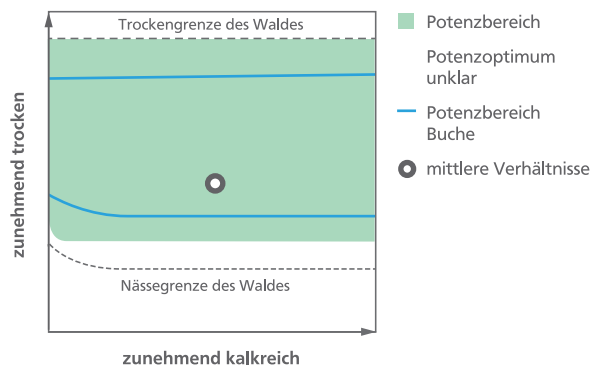 Trockengrenze des Waldes
Nässegrenze des Waldes
zunehmend trocken
zunehmend kalkreich
Potenzbereich
Potenzoptimum
unklar
Potenzbereich
Buche
mittlere Verhältnisse